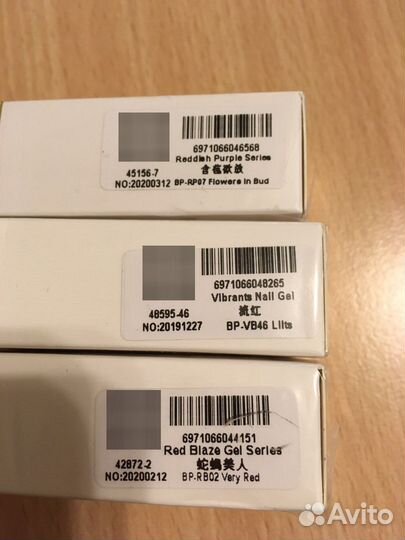 6971066046568
Reddish Purple Series
含苞欲放
45156-7
NO:20200312 BP-RP07 Flowers in Bud
6971066048265
Vibrants Nail Gel
流红
48595-46
NO:20191227 BP-VB46 Lilts
6971066044151
Red Blaze Gel Series
蛇蝎美人
42872-2
NO:20200212 BP-RB02 Very Red
Avito